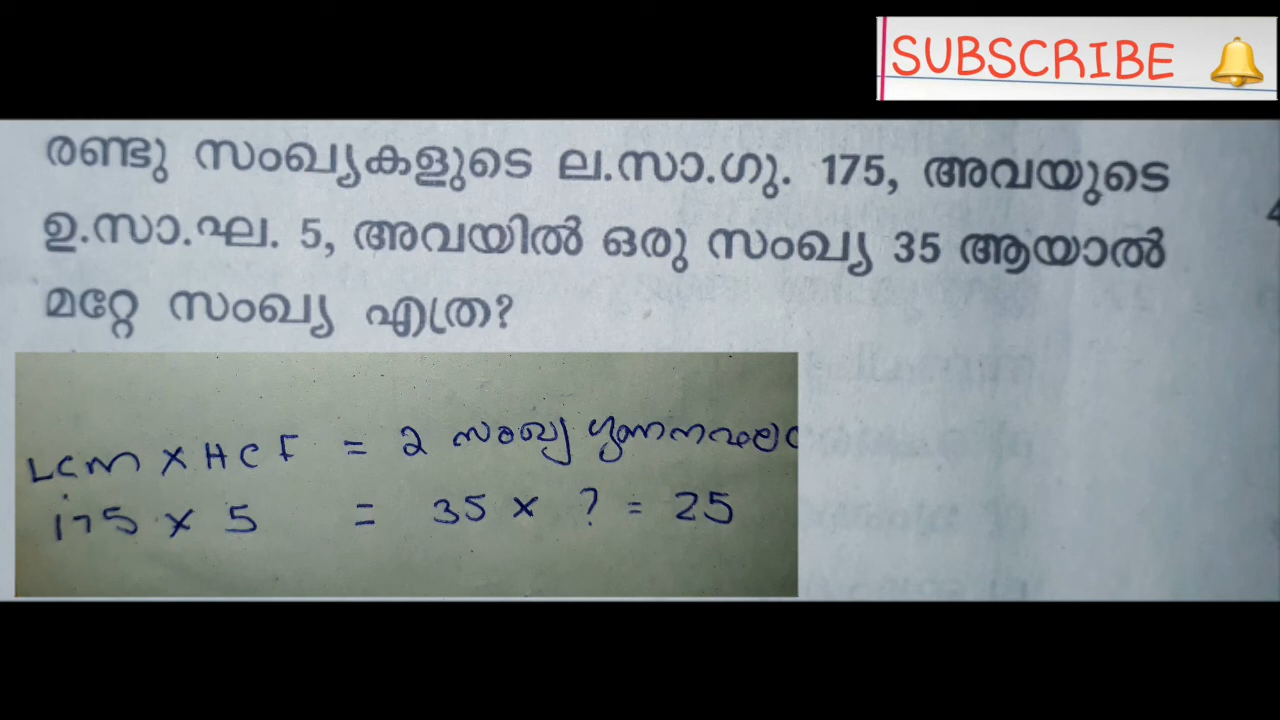 SUBSCRIBE 🔔
രണ്ടു സംഖ്യകളുടെ ല.സാ.ഗു. 175, അവയുടെ
ഉ.സാ.ഘ. 5, അവയിൽ ഒരു സംഖ്യ 35 ആയാൽ
മറ്റേ സംഖ്യ എത്ര?
LCM X HCF = 2 സംഖ്യ ഗുണനഫലം
175 x 5 = 35 x ? = 25